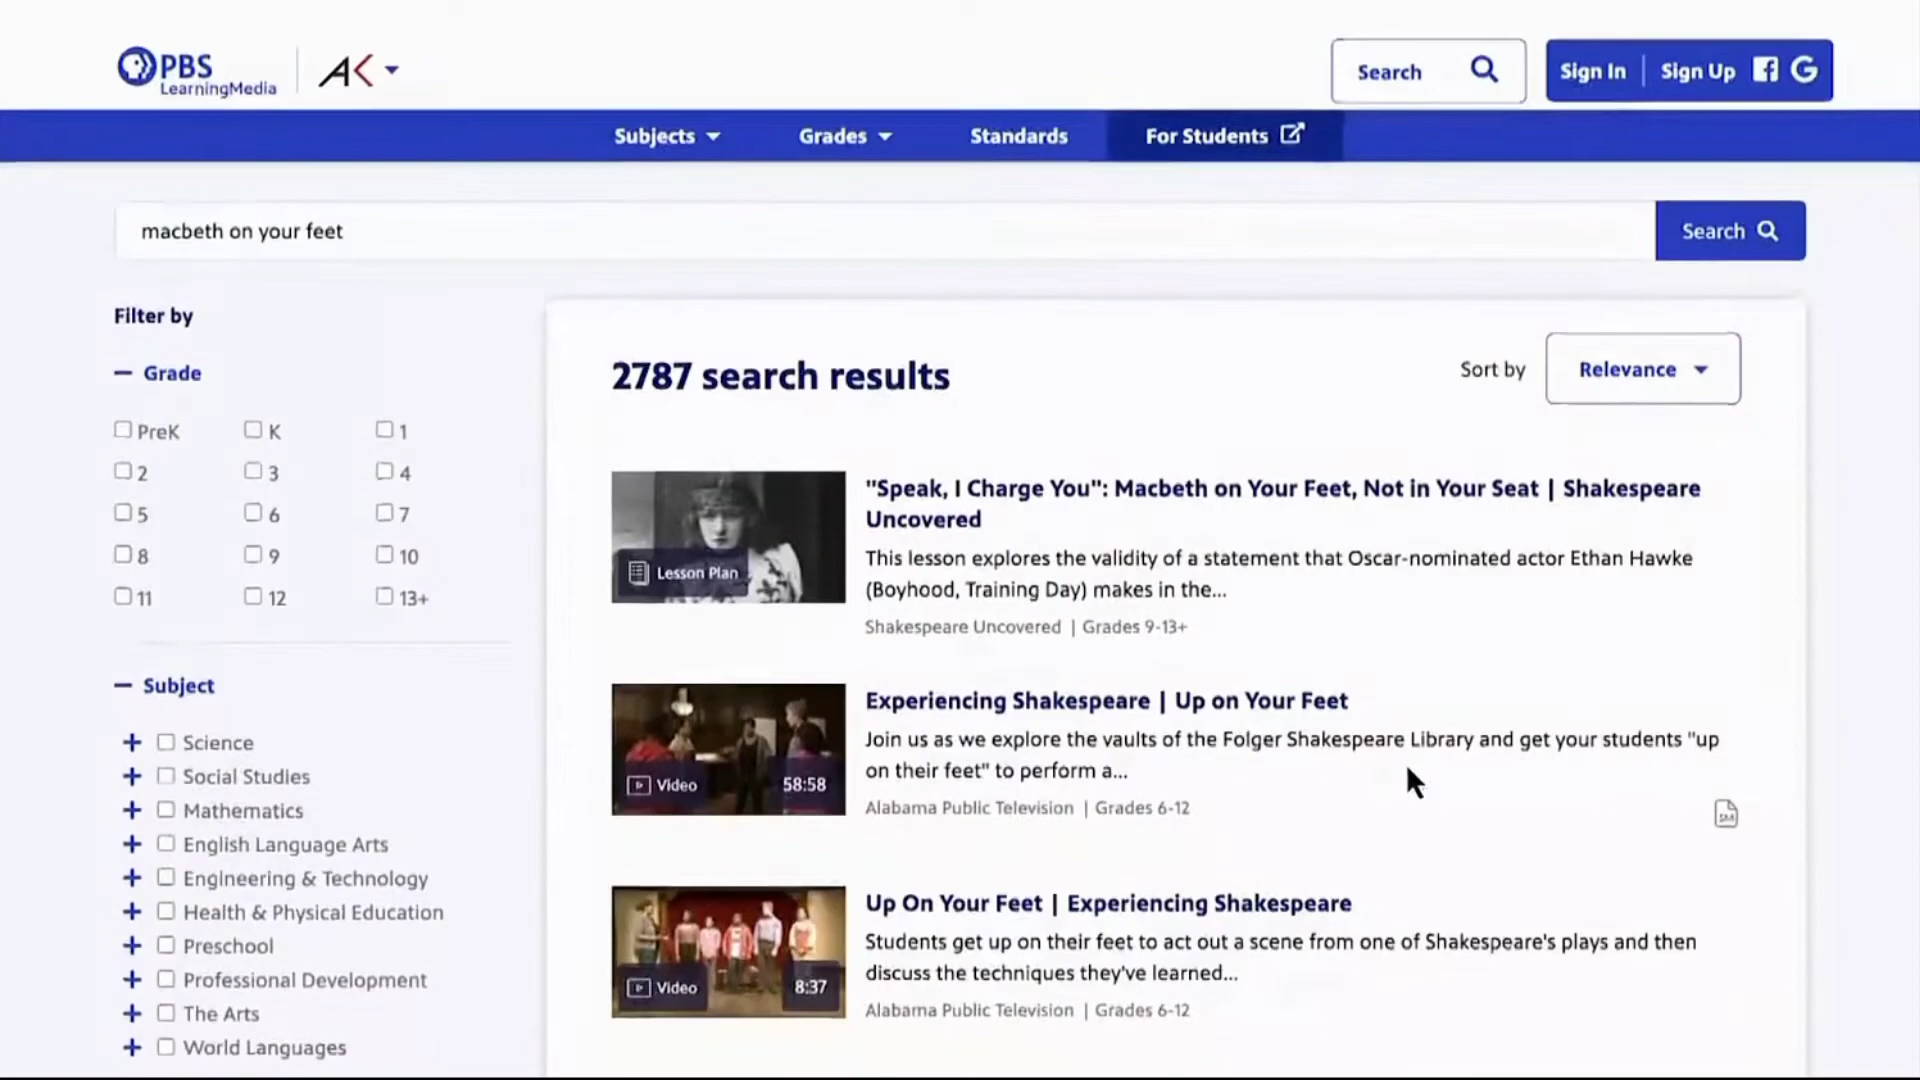 PBS
LearningMedia
AK
Search
Sign In
Sign Up
Subjects
Grades
Standards
For Students
macbeth on your feet
Search
Filter by
Grade
PreK K 1
2 3 4
5 6 7
8 9 10
11 12 13+
Subject
Science
Social Studies
Mathematics
English Language Arts
Engineering & Technology
Health & Physical Education
Preschool
Professional Development
The Arts
World Languages
2787 search results
Sort by
Relevance
Lesson Plan
"Speak, I Charge You": Macbeth on Your Feet, Not in Your Seat | Shakespeare
Uncovered
This lesson explores the validity of a statement that Oscar-nominated actor Ethan Hawke
(Boyhood, Training Day) makes in the...
Shakespeare Uncovered | Grades 9-13+
Video 58:58
Experiencing Shakespeare | Up on Your Feet
Join us as we explore the vaults of the Folger Shakespeare Library and get your students "up
on their feet" to perform a...
Alabama Public Television | Grades 6-12
SM
Video 8:37
Up On Your Feet | Experiencing Shakespeare
Students get up on their feet to act out a scene from one of Shakespeare's plays and then
discuss the techniques they've learned...
Alabama Public Television | Grades 6-12